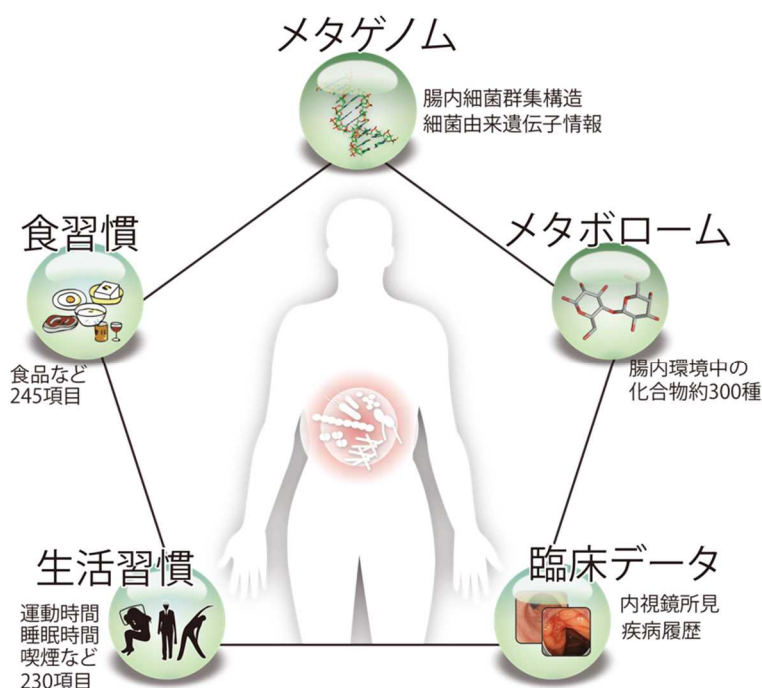 メタゲノム
腸内細菌群集構造
細菌由来遺伝子情報
食習慣
食品など
245項目
メタボローム
腸内環境中の
化合物約300種
生活習慣
運動時間
睡眠時間
喫煙など
230項目
臨床データ
内視鏡所見
疾病履歴